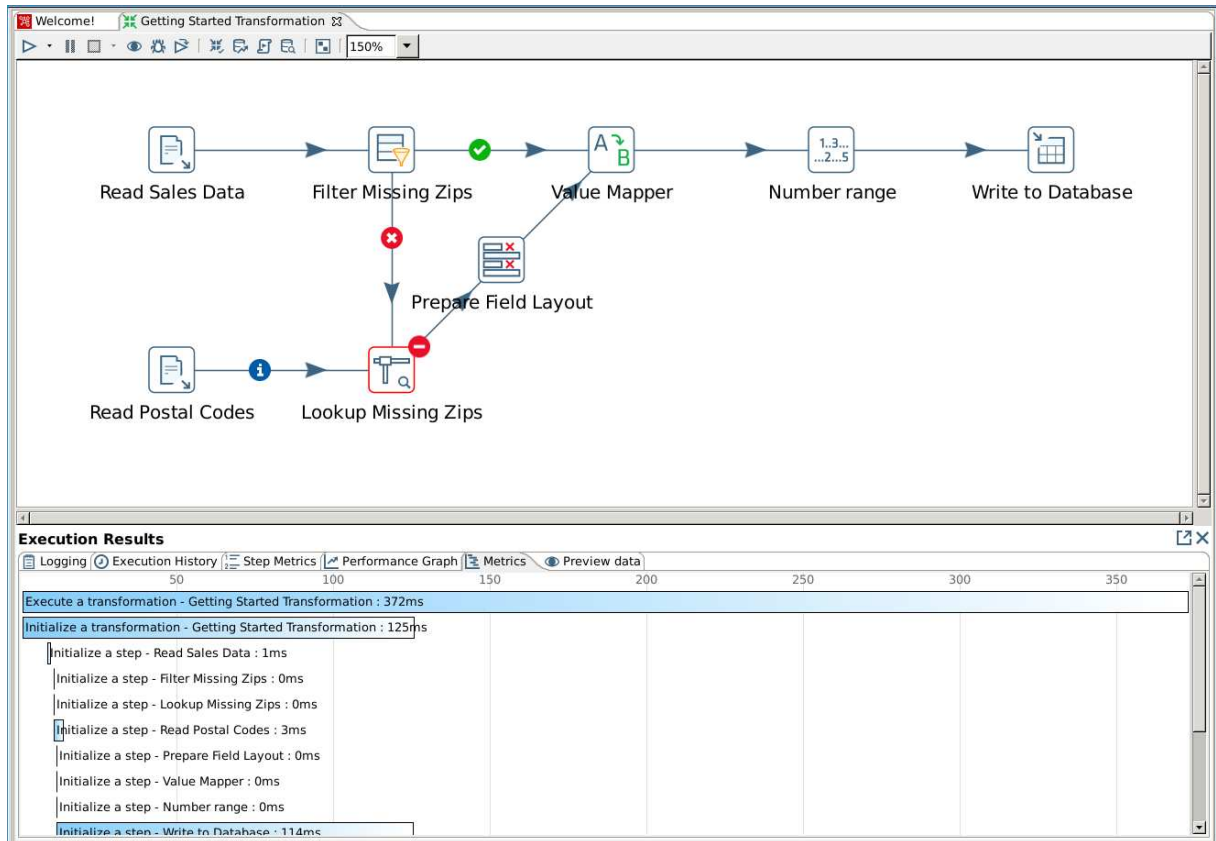 Welcome! Getting Started Transformation
150%
1..3...
...2...5
A B
Read Sales Data Filter Missing Zips Value Mapper Number range Write to Database
Prepare Field Layout
Read Postal Codes Lookup Missing Zips
Execution Results
Logging Execution History Step Metrics Performance Graph Metrics Preview data
50 100 150 200 250 300 350
Execute a transformation - Getting Started Transformation : 372ms
Initialize a transformation - Getting Started Transformation : 125ms
Initialize a step - Read Sales Data : 1ms
Initialize a step - Filter Missing Zips : 0ms
Initialize a step - Lookup Missing Zips : 0ms
Initialize a step - Read Postal Codes : 3ms
Initialize a step - Prepare Field Layout : 0ms
Initialize a step - Value Mapper : 0ms
Initialize a step - Number range : 0ms
Initialize a step - Write to Database : 114ms